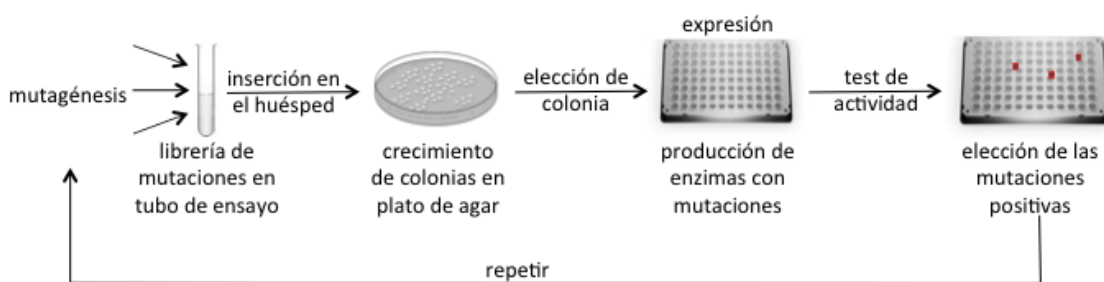 mutagénesis
librería de
mutaciones en
tubo de ensayo
inserción en
el huésped
crecimiento
de colonias en
plato de agar
elección de
colonia
expresión
producción de
enzimas con
mutaciones
test de
actividad
elección de las
mutaciones
positivas
repetir